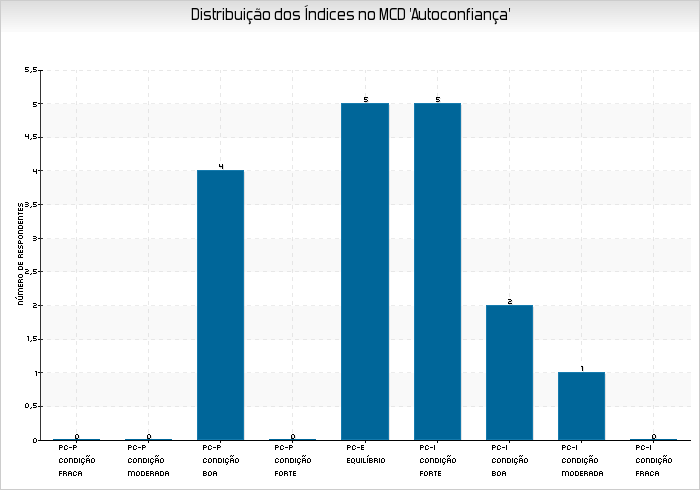 Distribuição dos Índices no MCD 'Autoconfiança'
NÚMERO DE RESPONDENTES
5,5
5
4,5
4
3,5
3
2,5
2
1,5
1
0,5
0
0
0
4
0
5
5
2
1
0
PC-P
CONDIÇÃO
FRACA
PC-P
CONDIÇÃO
MODERADA
PC-P
CONDIÇÃO
BOA
PC-P
CONDIÇÃO
FORTE
PC-E
EQUILÍBRIO
PC-I
CONDIÇÃO
FORTE
PC-I
CONDIÇÃO
BOA
PC-I
CONDIÇÃO
MODERADA
PC-I
CONDIÇÃO
FRACA